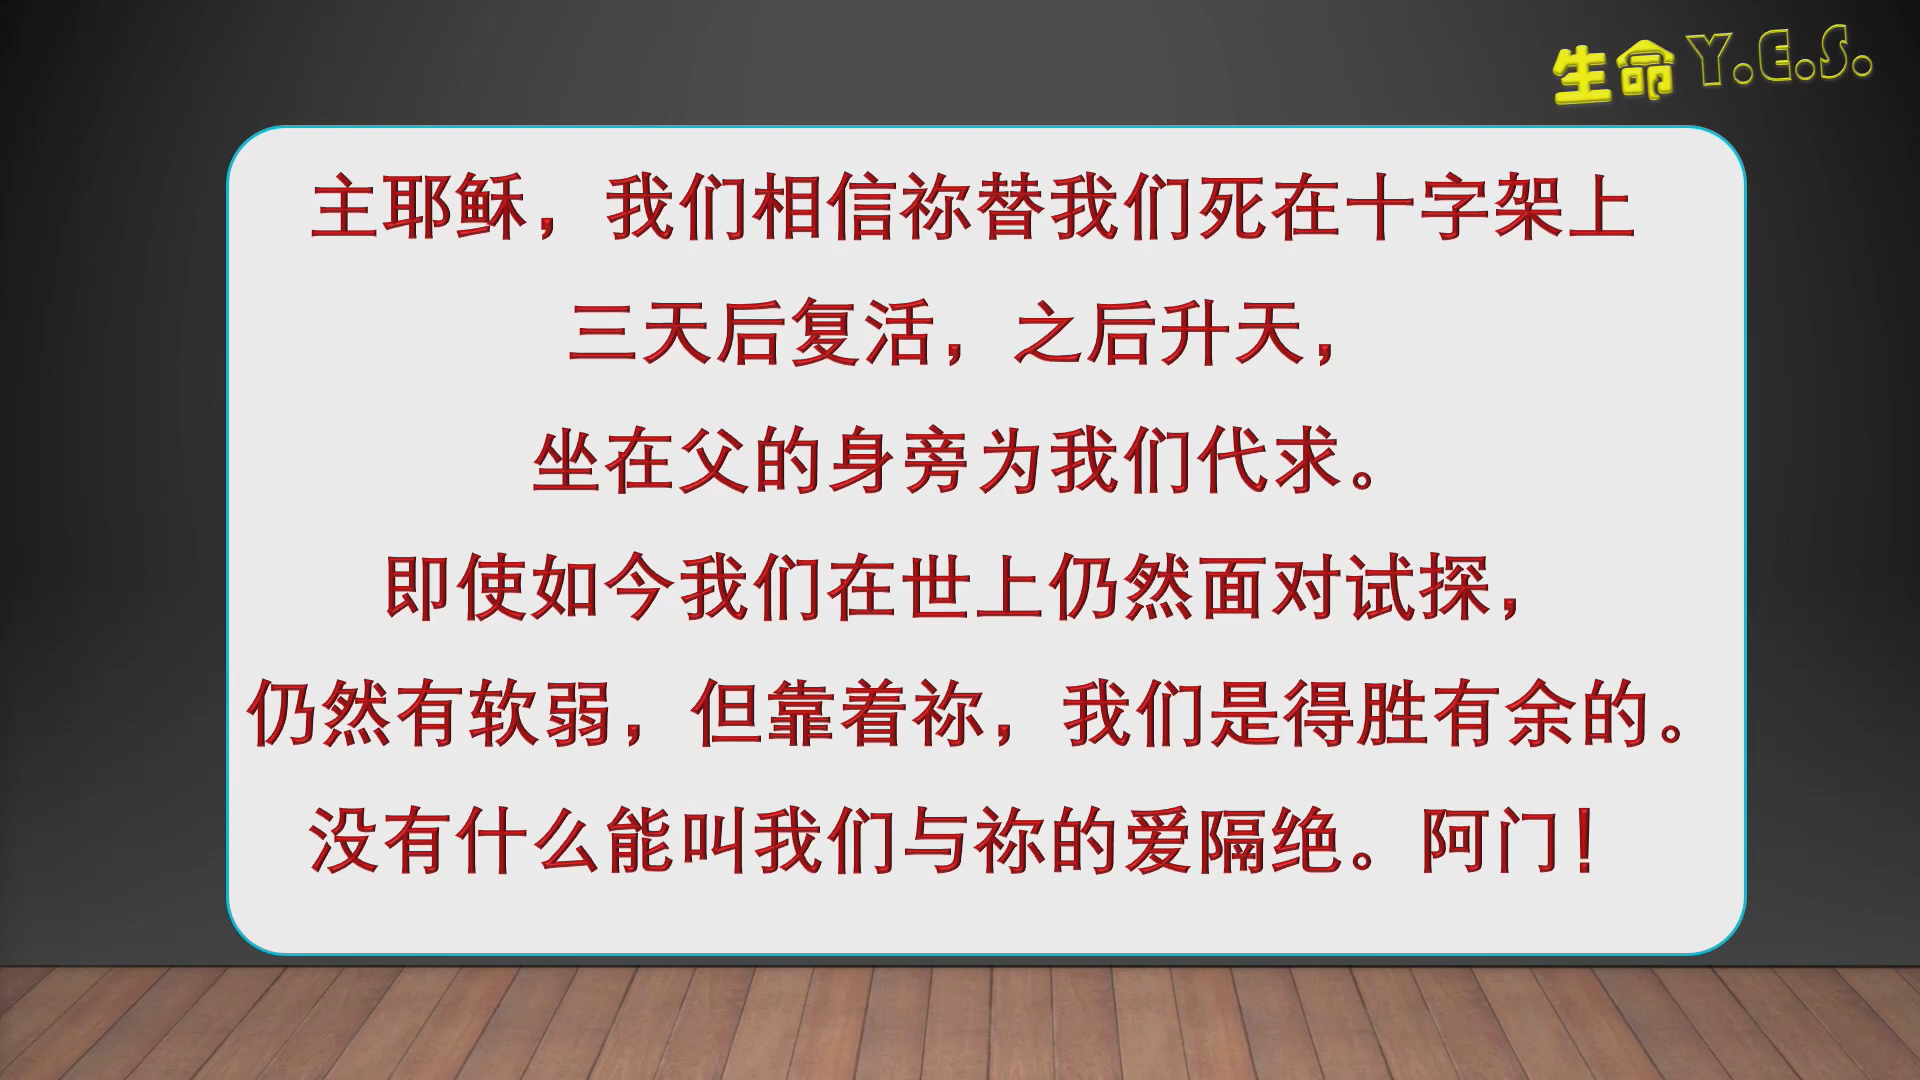 生命 Y.E.S.
主耶稣，我们相信祢替我们死在十字架上
三天后复活，之后升天，
坐在父的身旁为我们代求。
即使如今我们在世上仍然面对试探，
仍然有软弱，但靠着祢，我们是得胜有余的。
没有什么能叫我们与祢的爱隔绝。阿门！